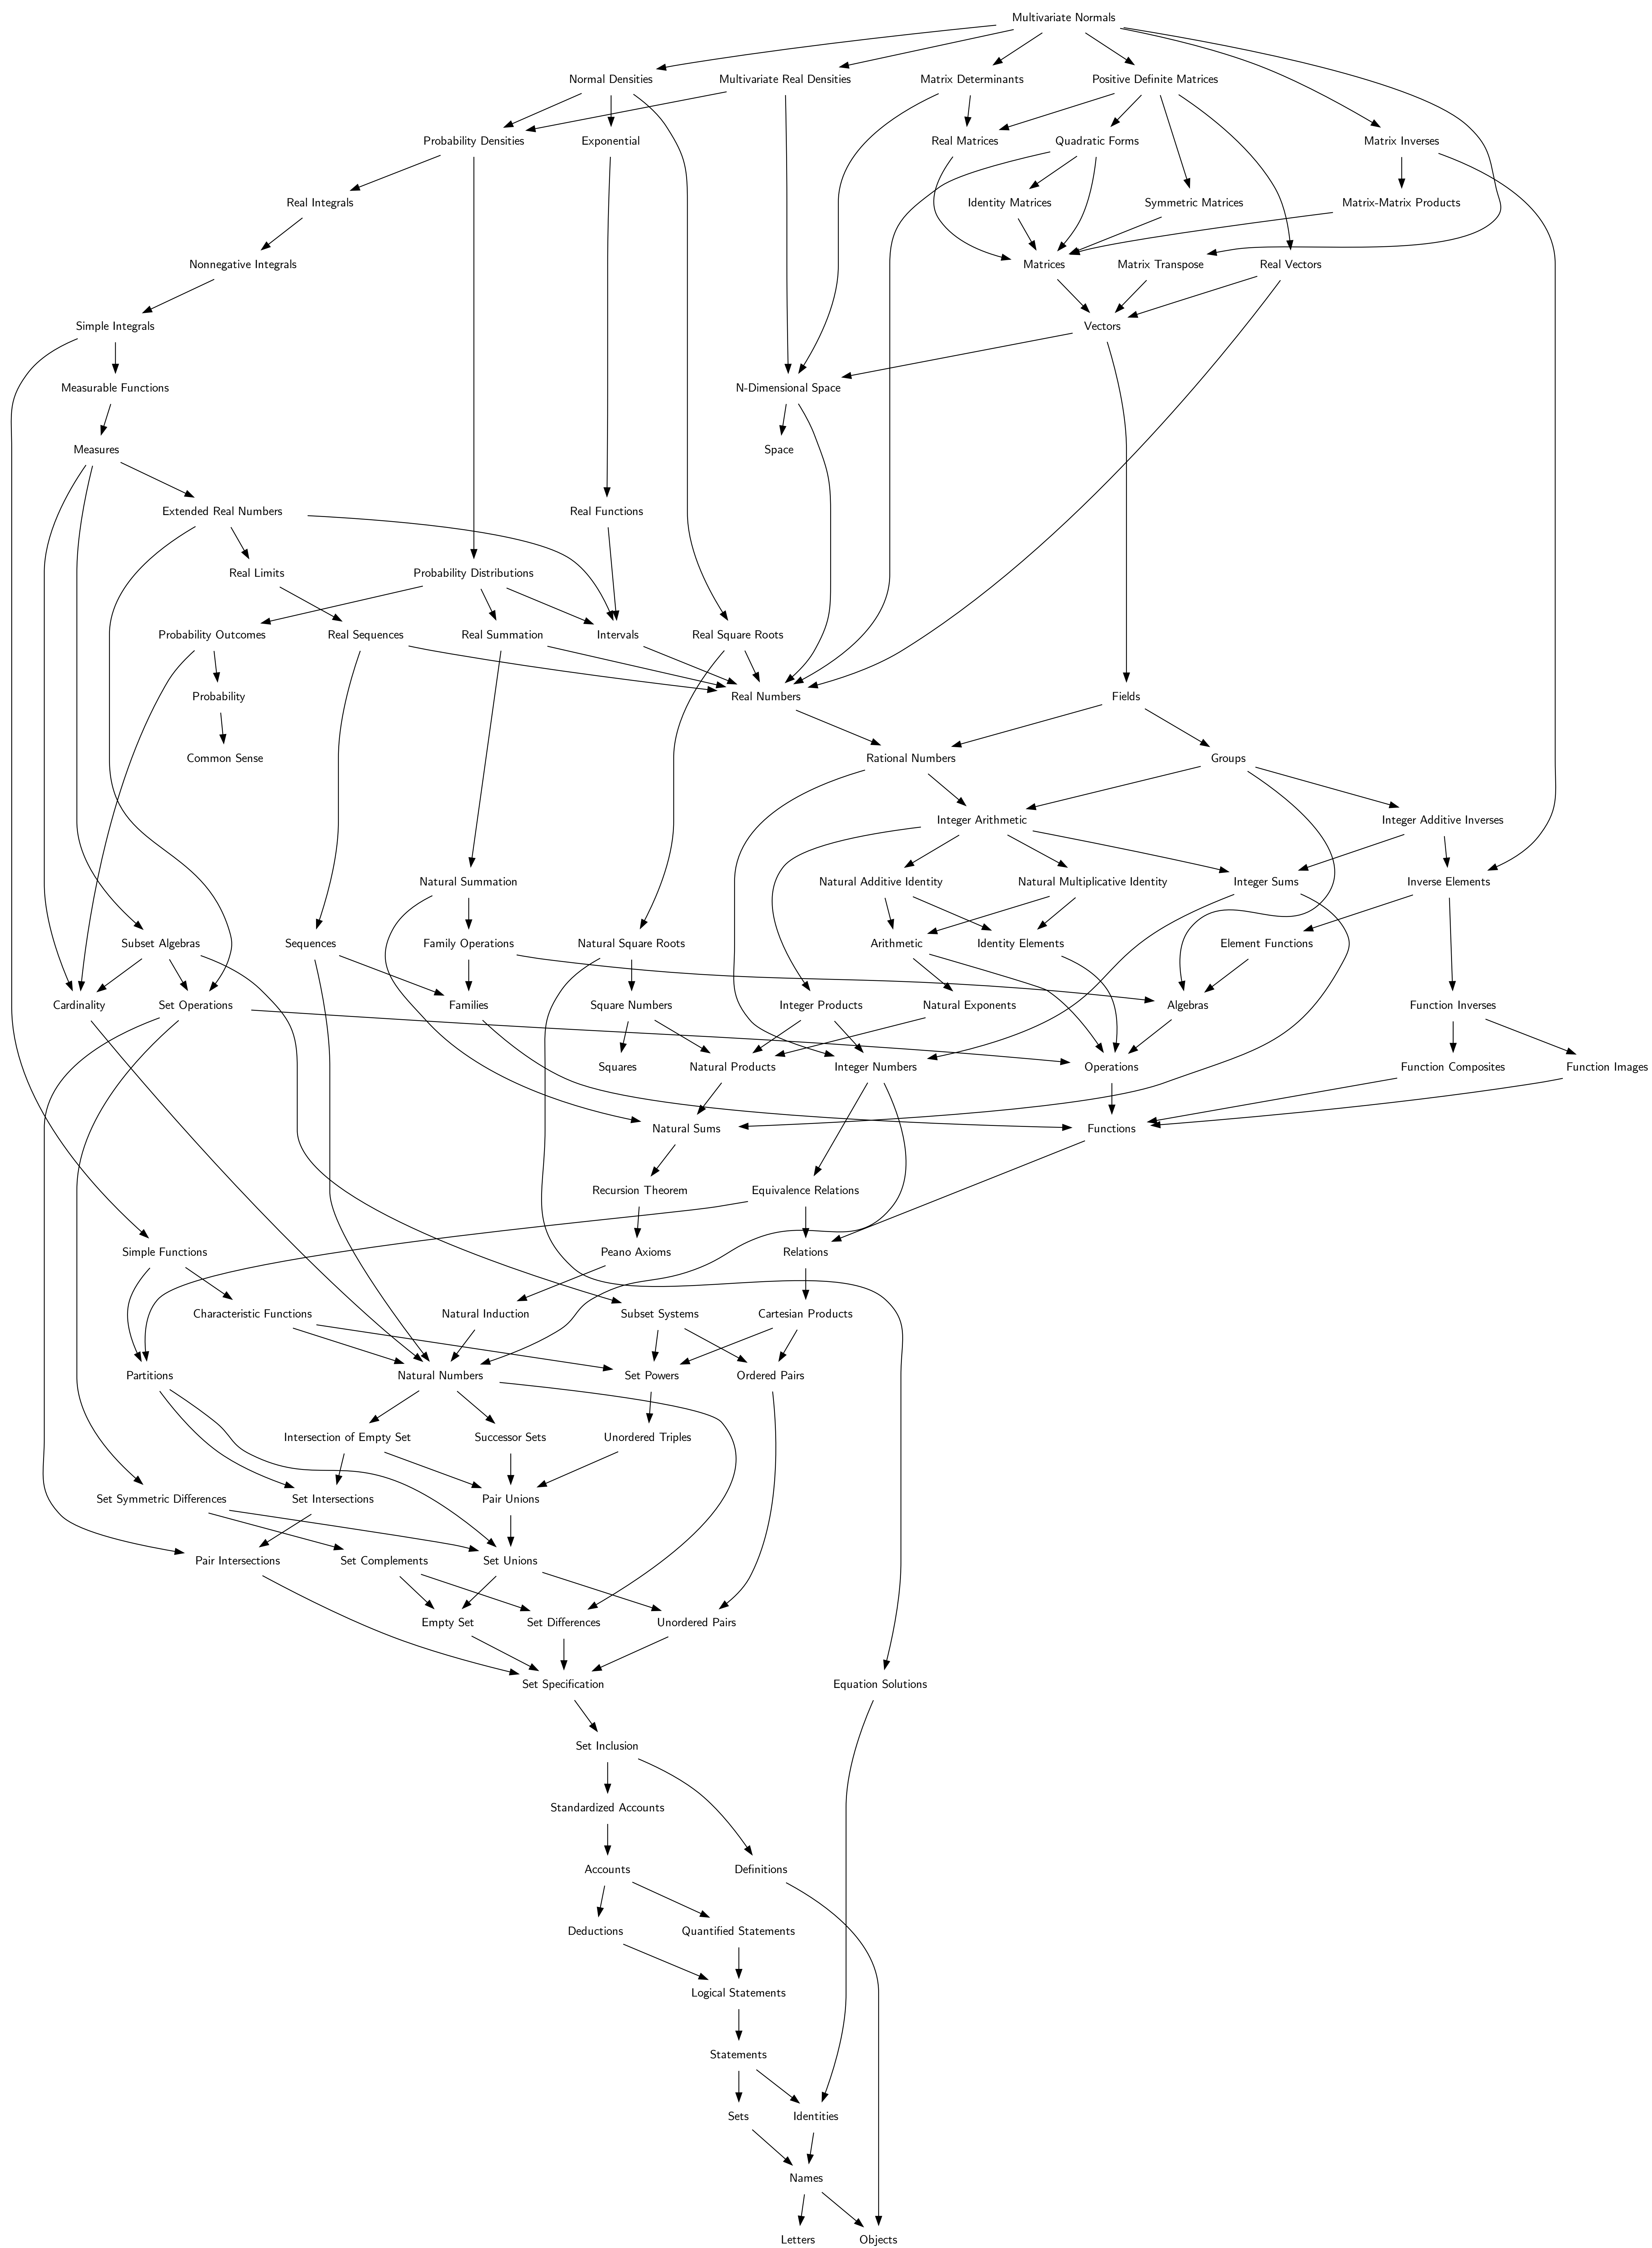 Multivariate Normals
Normal Densities
Multivariate Real Densities
Matrix Determinants
Positive Definite Matrices
Probability Densities
Exponential
Real Matrices
Quadratic Forms
Matrix Inverses
Real Integrals
Identity Matrices
Symmetric Matrices
Matrix-Matrix Products
Nonnegative Integrals
Matrices
Matrix Transpose
Real Vectors
Simple Integrals
Vectors
Measurable Functions
N-Dimensional Space
Measures
Space
Extended Real Numbers
Real Functions
Real Limits
Probability Distributions
Probability Outcomes
Real Sequences
Real Summation
Intervals
Real Square Roots
Probability
Real Numbers
Fields
Common Sense
Rational Numbers
Groups
Integer Arithmetic
Integer Additive Inverses
Natural Summation
Natural Additive Identity
Natural Multiplicative Identity
Integer Sums
Inverse Elements
Subset Algebras
Sequences
Family Operations
Natural Square Roots
Arithmetic
Identity Elements
Element Functions
Cardinality
Set Operations
Families
Square Numbers
Integer Products
Natural Exponents
Algebras
Function Inverses
Squares
Natural Products
Integer Numbers
Operations
Function Composites
Function Images
Natural Sums
Functions
Recursion Theorem
Equivalence Relations
Simple Functions
Peano Axioms
Relations
Characteristic Functions
Natural Induction
Subset Systems
Cartesian Products
Partitions
Natural Numbers
Set Powers
Ordered Pairs
Intersection of Empty Set
Successor Sets
Unordered Triples
Set Symmetric Differences
Set Intersections
Pair Unions
Pair Intersections
Set Complements
Set Unions
Empty Set
Set Differences
Unordered Pairs
Set Specification
Equation Solutions
Set Inclusion
Standardized Accounts
Accounts
Definitions
Deductions
Quantified Statements
Logical Statements
Statements
Sets
Identities
Names
Letters
Objects